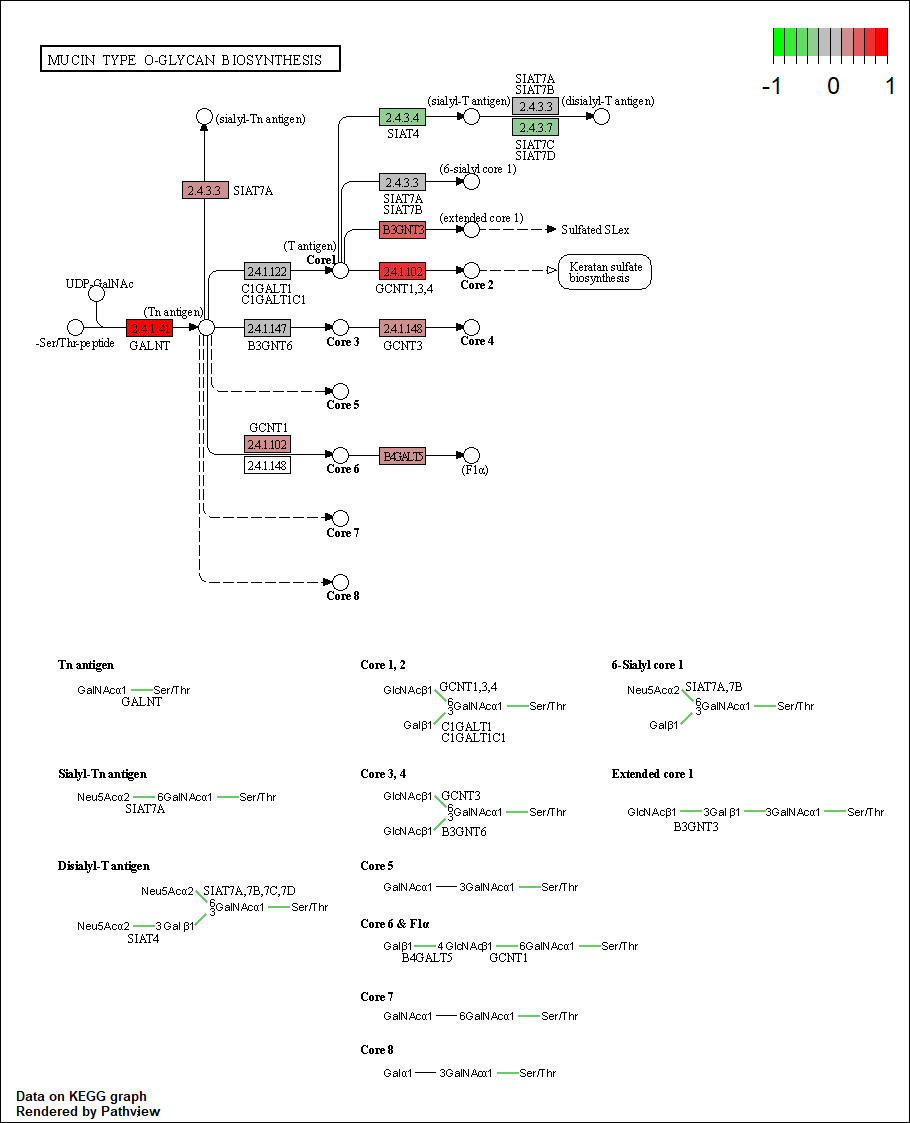 MUCIN TYPE O-GLYCAN BIOSYNTHESIS
-1 0 1
SIAT7A
SIAT7B
(sialyl-T antigen)
(disialyl-T antigen)
2.4.3.3
2.4.3.4
2.4.3.7
SIAT4
SIAT7C
SIAT7D
(sialyl-Tn antigen)
(6-sialyl core 1)
2.4.3.3
SIAT7A
2.4.3.3
SIAT7A
SIAT7B
(extended core 1)
B3GNT3
Sulfated SLex
(T antigen)
Core1
2.4.1.122
C1GALT1
C1GALT1C1
2.4.1.102
GCNT1,3,4
Core 2
Keratan sulfate
biosynthesis
UDP-GalNAc
(Tn antigen)
-Ser/Thr-peptide
2.4.1.41
GALNT
2.4.1.147
B3GNT6
Core 3
2.4.1.148
GCNT3
Core 4
Core 5
GCNT1
2.4.1.102
2.4.1.148
Core 6
B4GALT5
(F1α)
Core 7
Core 8
Tn antigen
GalNAcα1 Ser/Thr
GALNT
Core 1, 2
GlcNAcβ1 GCNT1,3,4
6
3GalNAcα1 Ser/Thr
Galβ1 C1GALT1
C1GALT1C1
6-Sialyl core 1
Neu5Acα2 SIAT7A,7B
6
3GalNAcα1 Ser/Thr
Galβ1
Sialyl-Tn antigen
Neu5Acα2 6GalNAcα1 Ser/Thr
SIAT7A
Core 3, 4
GlcNAcβ1 GCNT3
6
3GalNAcα1 Ser/Thr
GlcNAcβ1 B3GNT6
Extended core 1
GlcNAcβ1 3Gal β1 3GalNAcα1 Ser/Thr
B3GNT3
Disialyl-T antigen
Neu5Acα2 SIAT7A,7B,7C,7D
6
3GalNAcα1 Ser/Thr
Neu5Acα2 3 Gal β1
SIAT4
Core 5
GalNAcα1 3GalNAcα1 Ser/Thr
Core 6 & F1α
Galβ1 4 GlcNAcβ1 6GalNAcα1 Ser/Thr
B4GALT5 GCNT1
Core 7
GalNAcα1 6GalNAcα1 Ser/Thr
Core 8
Galα1 3GalNAcα1 Ser/Thr
Data on KEGG graph
Rendered by Pathview